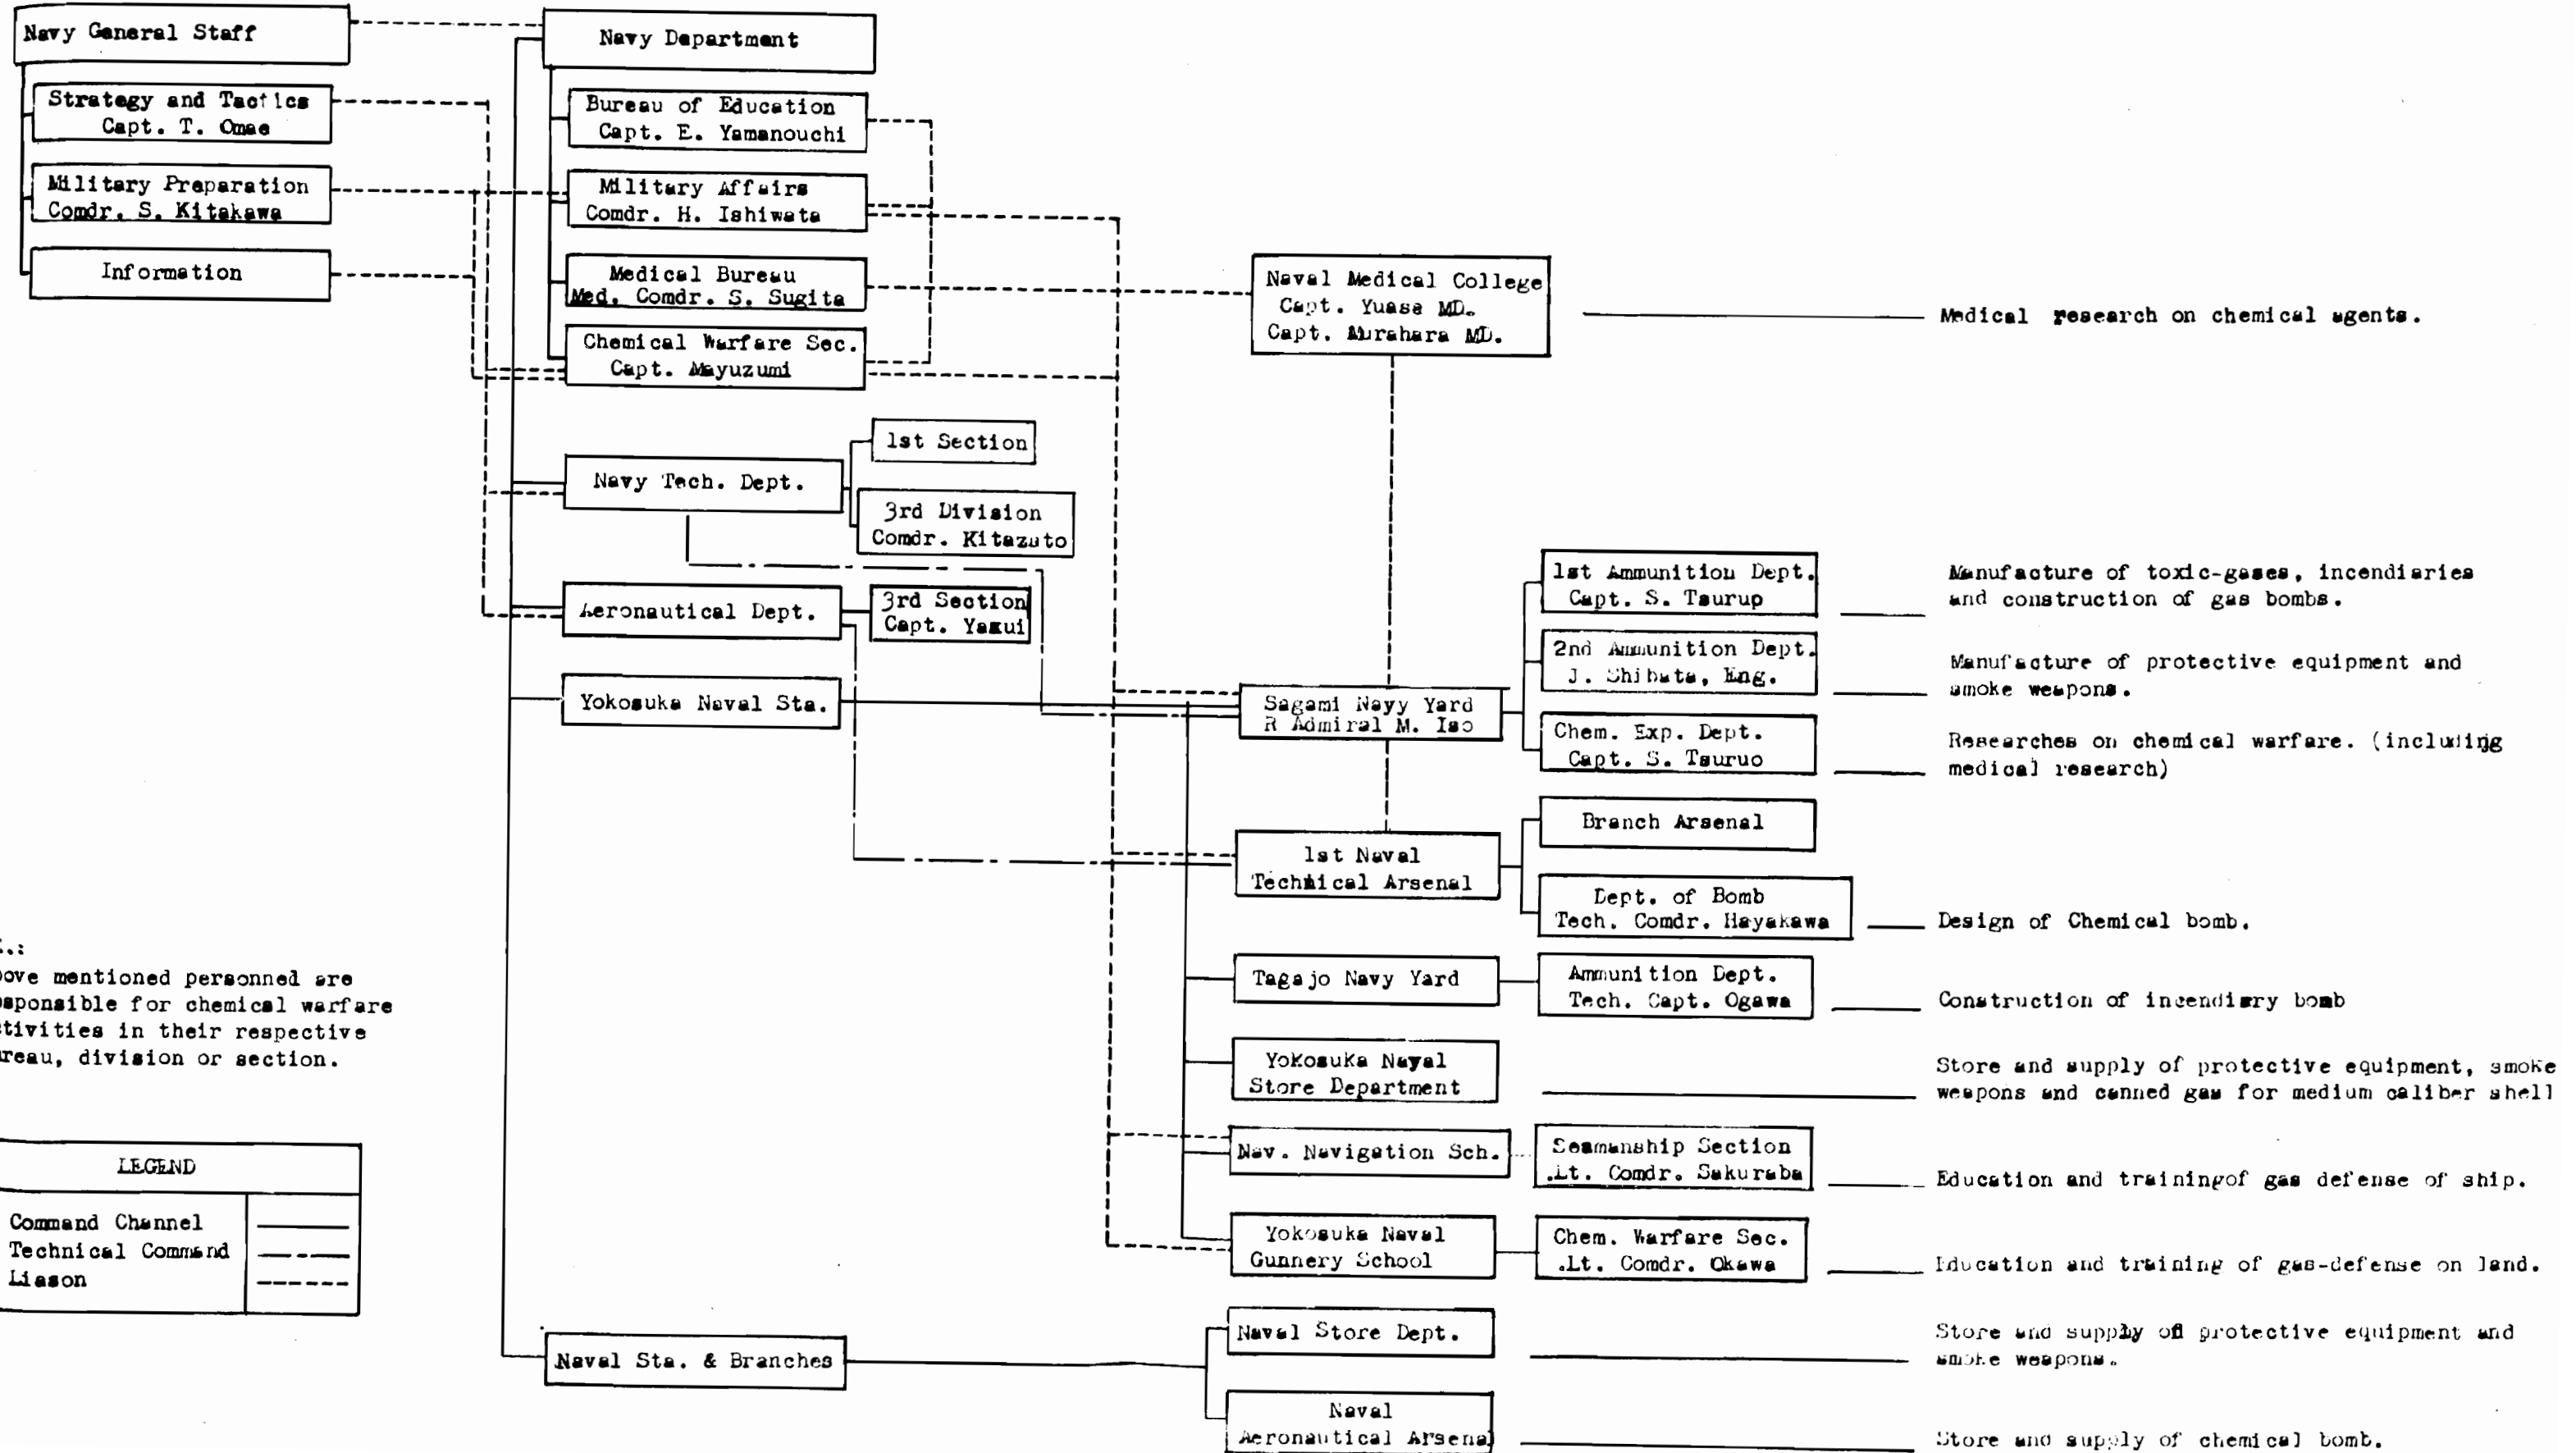 Navy General Staff
Strategy and Tactics
Capt. T. Omae
Military Preparation
Comdr. S. Kitakawa
Information
Navy Department
Bureau of Education
Capt. E. Yamanouchi
Military Affairs
Comdr. H. Ishiwata
Medical Bureau
Med. Comdr. S. Sugita
Chemical Warfare Sec.
Capt. Mayuzumi
Navy Tech. Dept.
1st Section
3rd Division
Comdr. Kitazato
Aeronautical Dept.
3rd Section
Capt. Yasui
Yokosuka Naval Sta.
Naval Medical College
Capt. Yuasa MD.
Capt. Murahara MD.
Medical research on chemical agents.
Sagami Navy Yard
R Admiral M. Iso
1st Ammunition Dept.
Capt. S. Tsurup
Manufacture of toxic-gases, incendiaries
and construction of gas bombs.
2nd Ammunition Dept.
J. Shibata, Eng.
Manufacture of protective equipment and
smoke weapons.
Chem. Exp. Dept.
Capt. S. Tsuruo
Researches on chemical warfare. (including
medical research)
1st Naval
Technical Arsenal
Branch Arsenal
Dept. of Bomb
Tech. Comdr. Hayakawa
Design of Chemical bomb.
Tagajo Navy Yard
Ammunition Dept.
Tech. Capt. Ogawa
Construction of incendiary bomb
Yokosuka Naval
Store Department
Store and supply of protective equipment, smoke
weapons and canned gas for medium caliber shell
Nav. Navigation Sch.
Seamanship Section
.Lt. Comdr. Sakuraba
Education and trainingof gas defense of ship.
Yokosuka Naval
Gunnery School
Chem. Warfare Sec.
.Lt. Comdr. Okawa
Education and training of gas-defense on land.
Naval Sta. & Branches
Naval Store Dept.
Store and supply of protective equipment and
smoke weapons.
Naval
Aeronautical Arsenal
Store and supply of chemical bomb.
.:
ove mentioned personned are
sponsible for chemical warfare
tivities in their respective
reau, division or section.
LEGEND
Command Channel
Technical Command
Liason